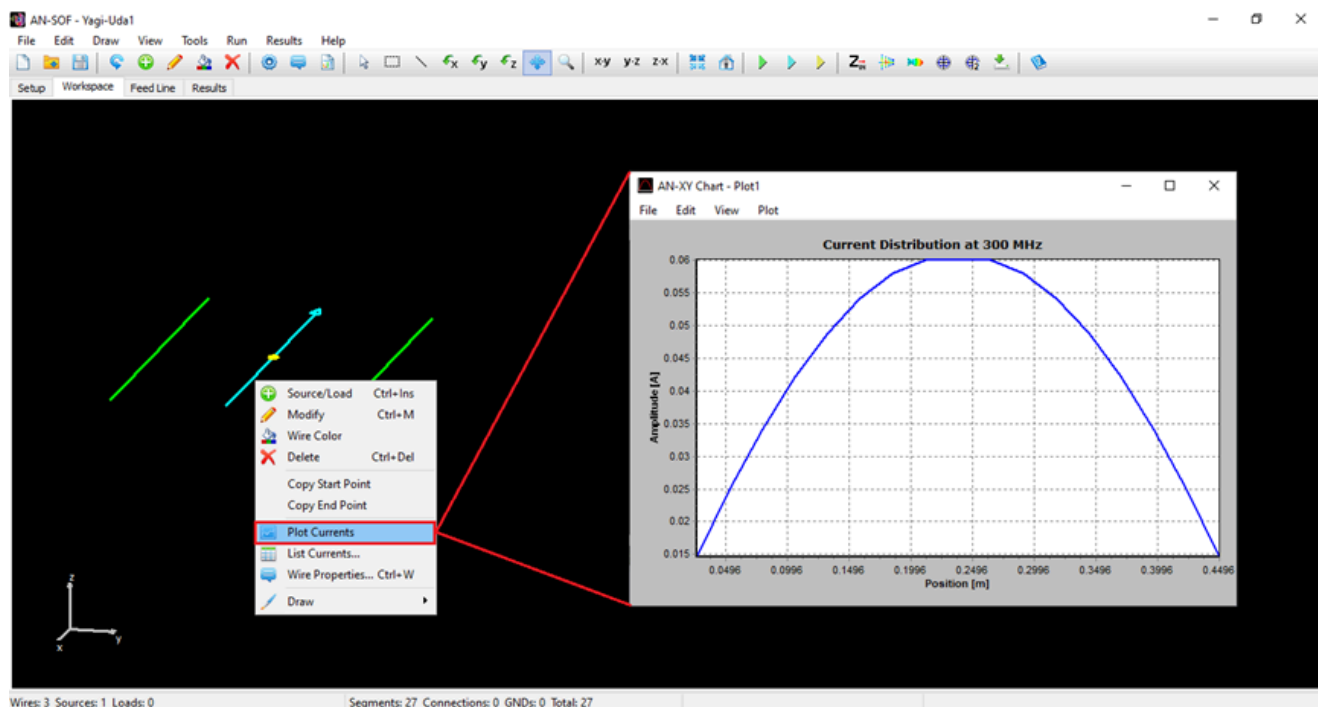 AN-SOF - Yagi-Uda1
File Edit Draw View Tools Run Results Help
x y z x·y y·z z·x Z in
Setup Workspace Feed Line Results
AN-XY Chart - Plot1
File Edit View Plot
Current Distribution at 300 MHz
0.06
0.055
0.05
0.045
0.04
0.035
0.03
0.025
0.02
0.015
Amplitude [A]
0.0496 0.0996 0.1496 0.1996 0.2496 0.2996 0.3496 0.3996 0.4496
Position [m]
Source/Load Ctrl+Ins
Modify Ctrl+M
Wire Color
Delete Ctrl+Del
Copy Start Point
Copy End Point
Plot Currents
List Currents...
Wire Properties... Ctrl+W
Draw
z
y
x
Wires: 3 Sources: 1 Loads: 0 Segments: 27 Connections: 0 GNDs: 0 Total: 27